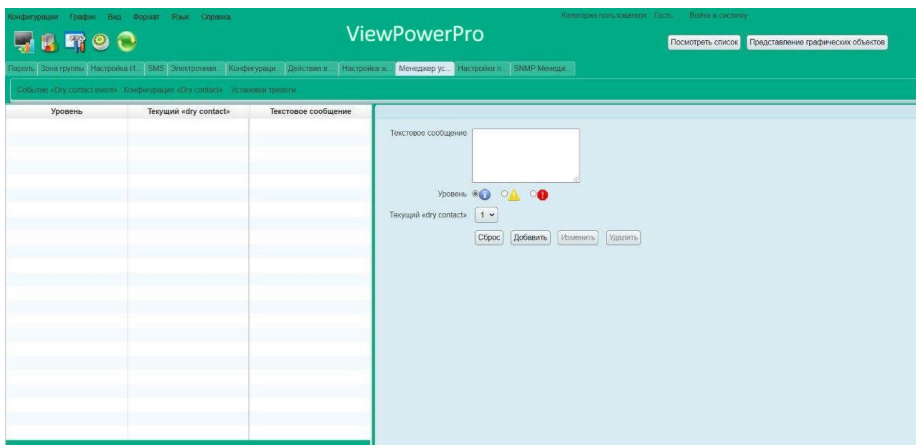 Конфигурация График Вид Формат Язык Справка
Категория пользователя: Гость Войти в систему
ViewPowerPro
Посмотреть список Представление графических объектов
Пароль Зона группы Настройка И... SMS Электронная... Конфигураци... Действия в ... Настройка м... Менеджер ус... Настройка п... SNMP Менедж...
Событие «Dry contact event» Конфигурация «Dry contact» Установки тревоги
Уровень Текущий «dry contact» Текстовое сообщение
Текстовое сообщение
Уровень
Текущий «dry contact» 1
Сброс Добавить Изменить Удалить